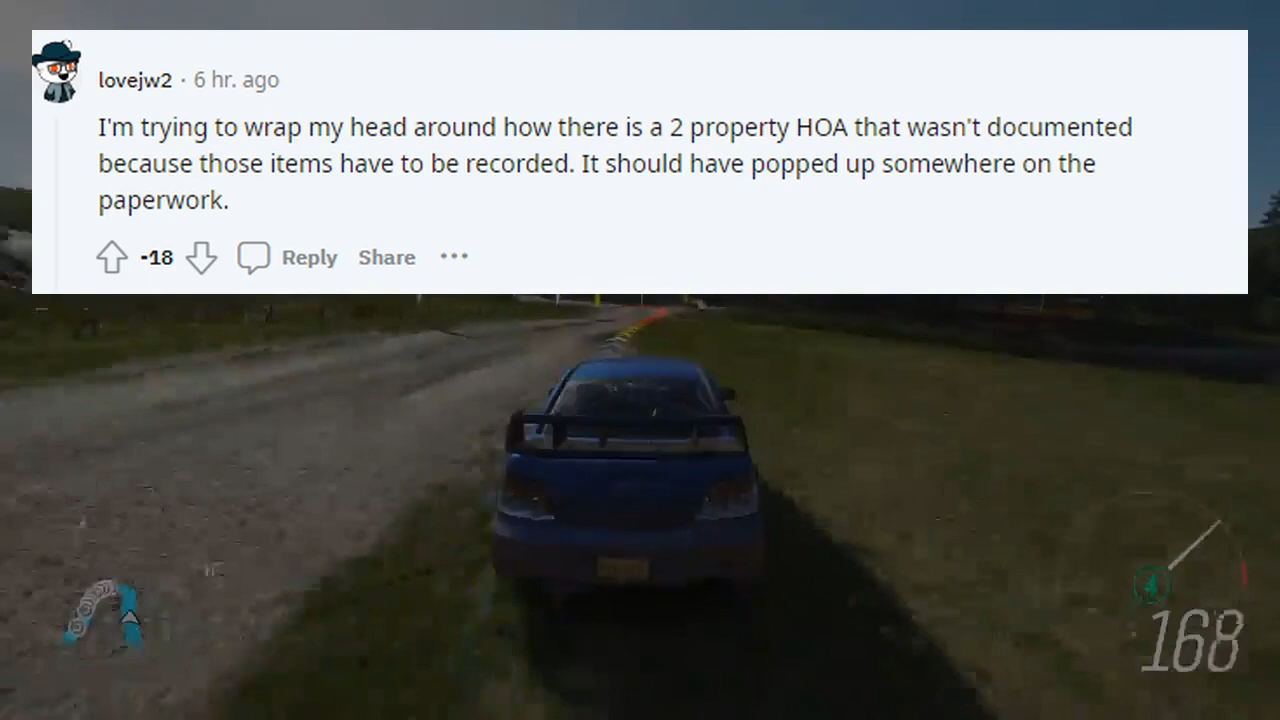 lovejw2 · 6 hr. ago
I'm trying to wrap my head around how there is a 2 property HOA that wasn't documented
because those items have to be recorded. It should have popped up somewhere on the
paperwork.
-18 Reply Share ···
4
168